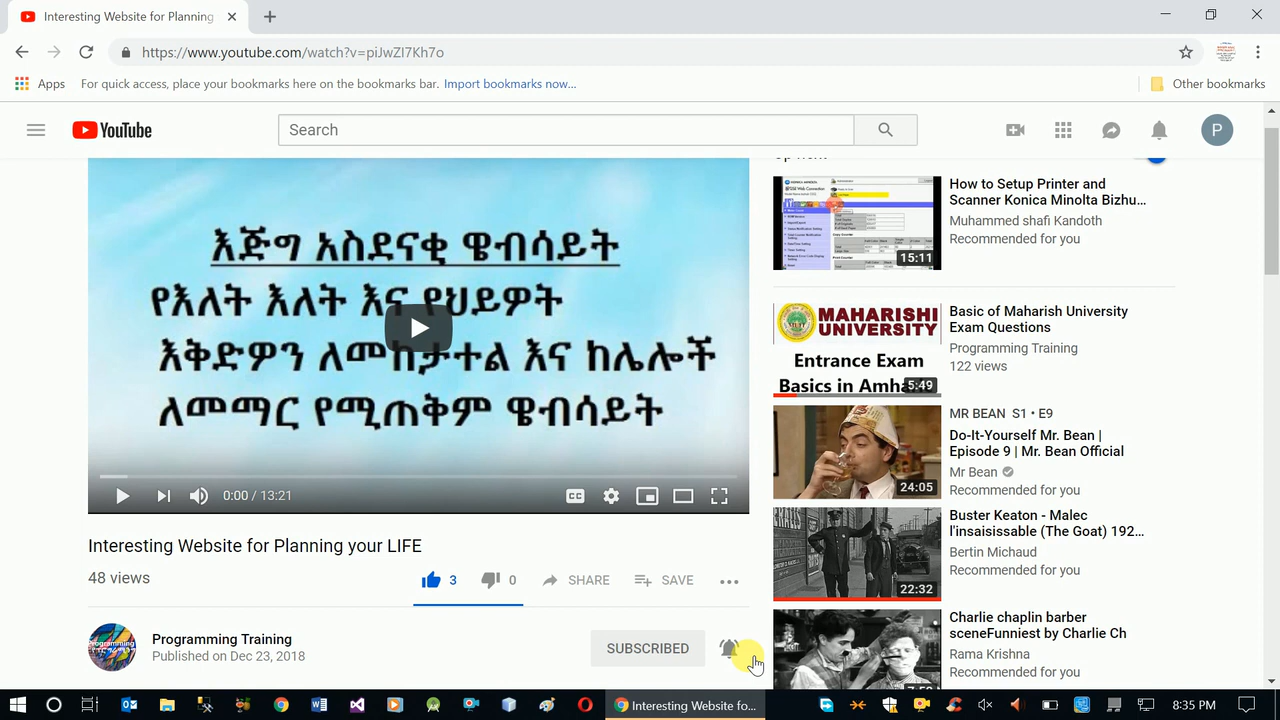 Interesting Website for Planning
https://www.youtube.com/watch?v=piJwZI7Kh7o
Apps For quick access, place your bookmarks here on the bookmarks bar. Import bookmarks now... Other bookmarks
YouTube
Search
P
እጅግ አስደናቂ ዌብሳይት
የእለት እለት እና የህይዎት
እቅድዎን ለመከታተል እና ከሌሎች
ለመማር የሚጠቅም ዌብሳይት
0:00 / 13:21
Interesting Website for Planning your LIFE
48 views
3 0 SHARE SAVE
Programming Training
Published on Dec 23, 2018
SUBSCRIBED
15:11
How to Setup Printer and
Scanner Konica Minolta Bizhu...
Muhammed shafi Kandoth
Recommended for you
MAHARISHI
UNIVERSITY
Entrance Exam
Basics in Amha
5:49
Basic of Maharish University
Exam Questions
Programming Training
122 views
24:05
MR BEAN S1 • E9
Do-It-Yourself Mr. Bean |
Episode 9 | Mr. Bean Official
Mr Bean
Recommended for you
22:32
Buster Keaton - Malec
l'insaisissable (The Goat) 192...
Bertin Michaud
Recommended for you
Charlie chaplin barber
sceneFunniest by Charlie Ch
Rama Krishna
Recommended for you
Interesting Website fo...
8:35 PM